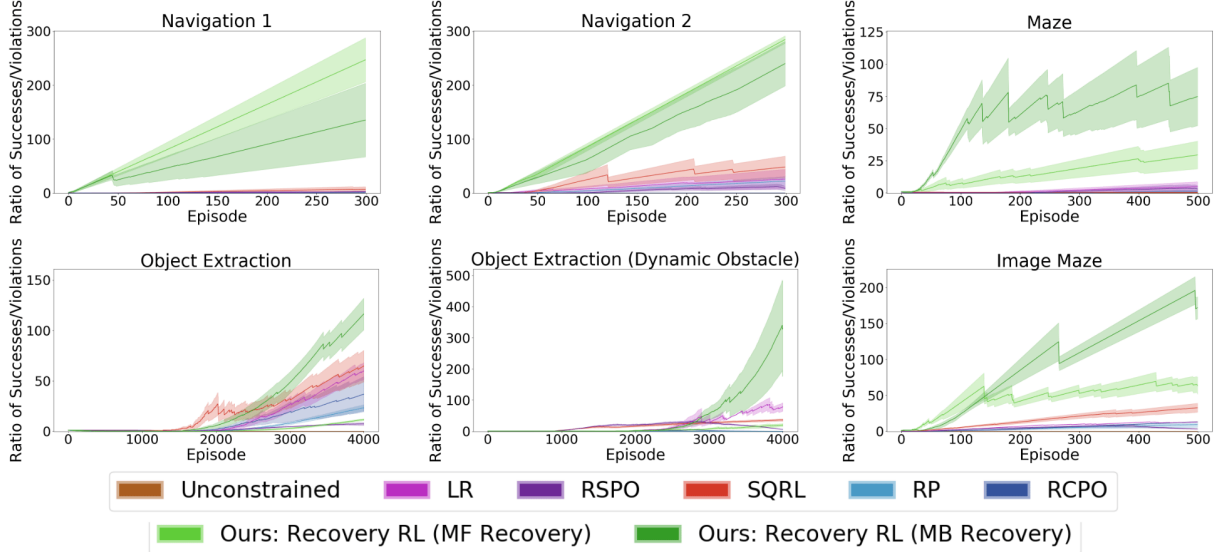 Navigation 1
Ratio of Successes/Violations
300
200
100
0
0 50 100 150 200 250 300
Episode
Navigation 2
Ratio of Successes/Violations
300
200
100
0
0 50 100 150 200 250 300
Episode
Maze
Ratio of Successes/Violations
125
100
75
50
25
0
0 100 200 300 400 500
Episode
Object Extraction
Ratio of Successes/Violations
150
100
50
0
0 1000 2000 3000 4000
Episode
Object Extraction (Dynamic Obstacle)
Ratio of Successes/Violations
500
400
300
200
100
0
0 1000 2000 3000 4000
Episode
Image Maze
Ratio of Successes/Violations
200
150
100
50
0
0 100 200 300 400 500
Episode
Unconstrained LR RSPO SQRL RP RCPO
Ours: Recovery RL (MF Recovery) Ours: Recovery RL (MB Recovery)